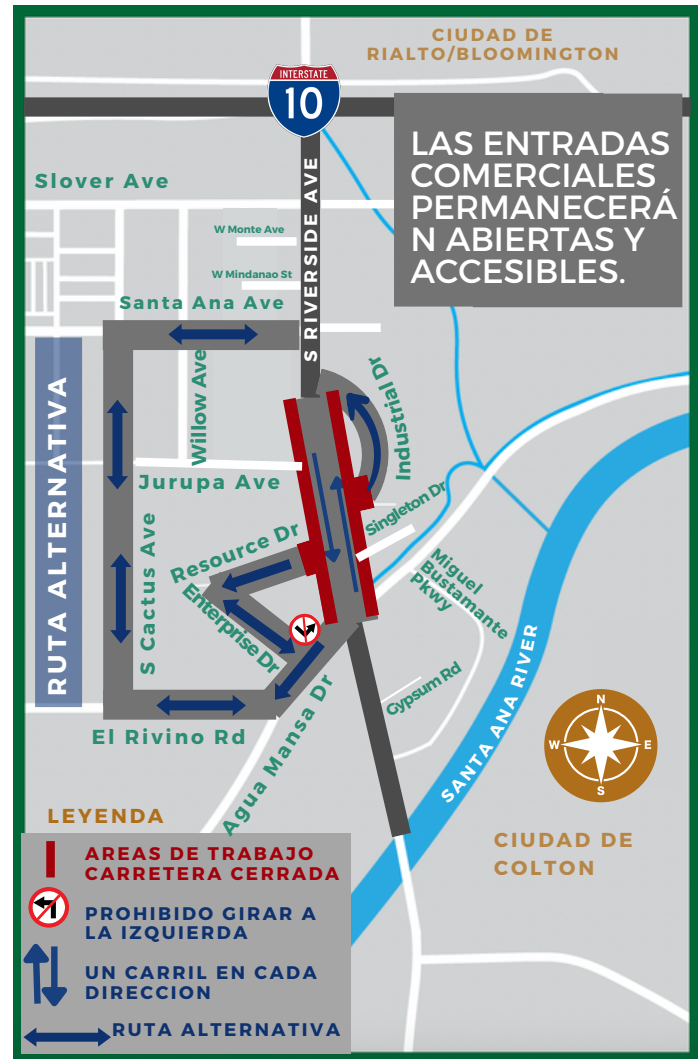 CIUDAD DE
RIALTO/BLOOMINGTON
INTERSTATE
10
LAS ENTRADAS
COMERCIALES
PERMANECERÁ
N ABIERTAS Y
ACCESIBLES.
Slover Ave
S RIVERSIDE AVE
W Monte Ave
W Mindanao St
Santa Ana Ave
Willow Ave
Industrial Dr
RUTA ALTERNATIVA
Jurupa Ave
Singleton Dr
Resource Dr
S Cactus Ave
Enterprise Dr
Miguel
Bustamante
Pkwy
Gypsum Rd
SANTA ANA RIVER
N
W
E
S
El Rivino Rd
Agua Mansa Dr
LEYENDA
CIUDAD DE
COLTON
AREAS DE TRABAJO
CARRETERA CERRADA
PROHIBIDO GIRAR A
LA IZQUIERDA
UN CARRIL EN CADA
DIRECCION
RUTA ALTERNATIVA